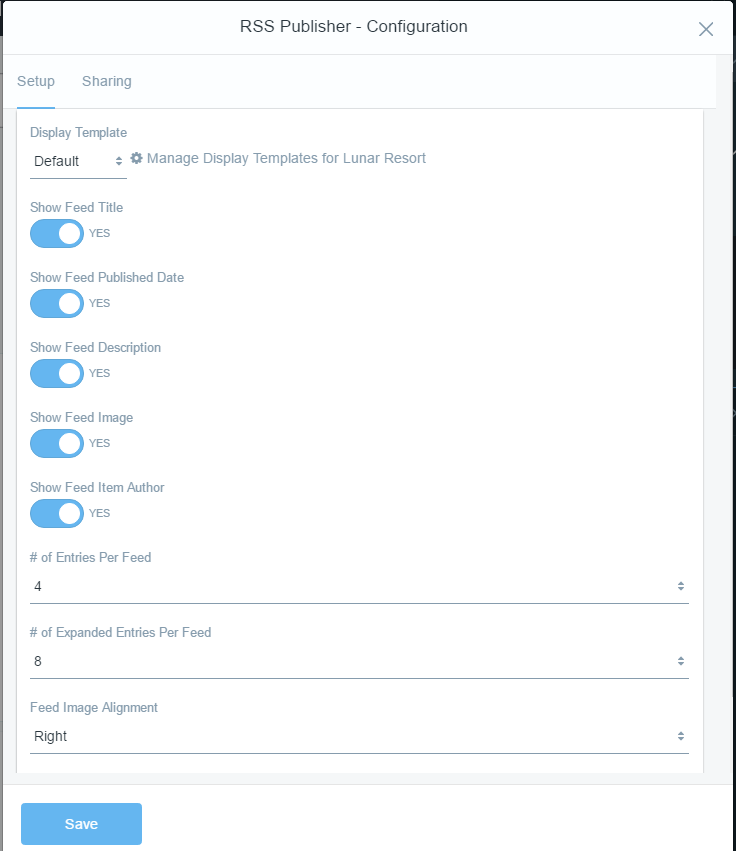 RSS Publisher - Configuration
Setup Sharing
Display Template
Default Manage Display Templates for Lunar Resort
Show Feed Title
YES
Show Feed Published Date
YES
Show Feed Description
YES
Show Feed Image
YES
Show Feed Item Author
YES
# of Entries Per Feed
4
# of Expanded Entries Per Feed
8
Feed Image Alignment
Right
Save